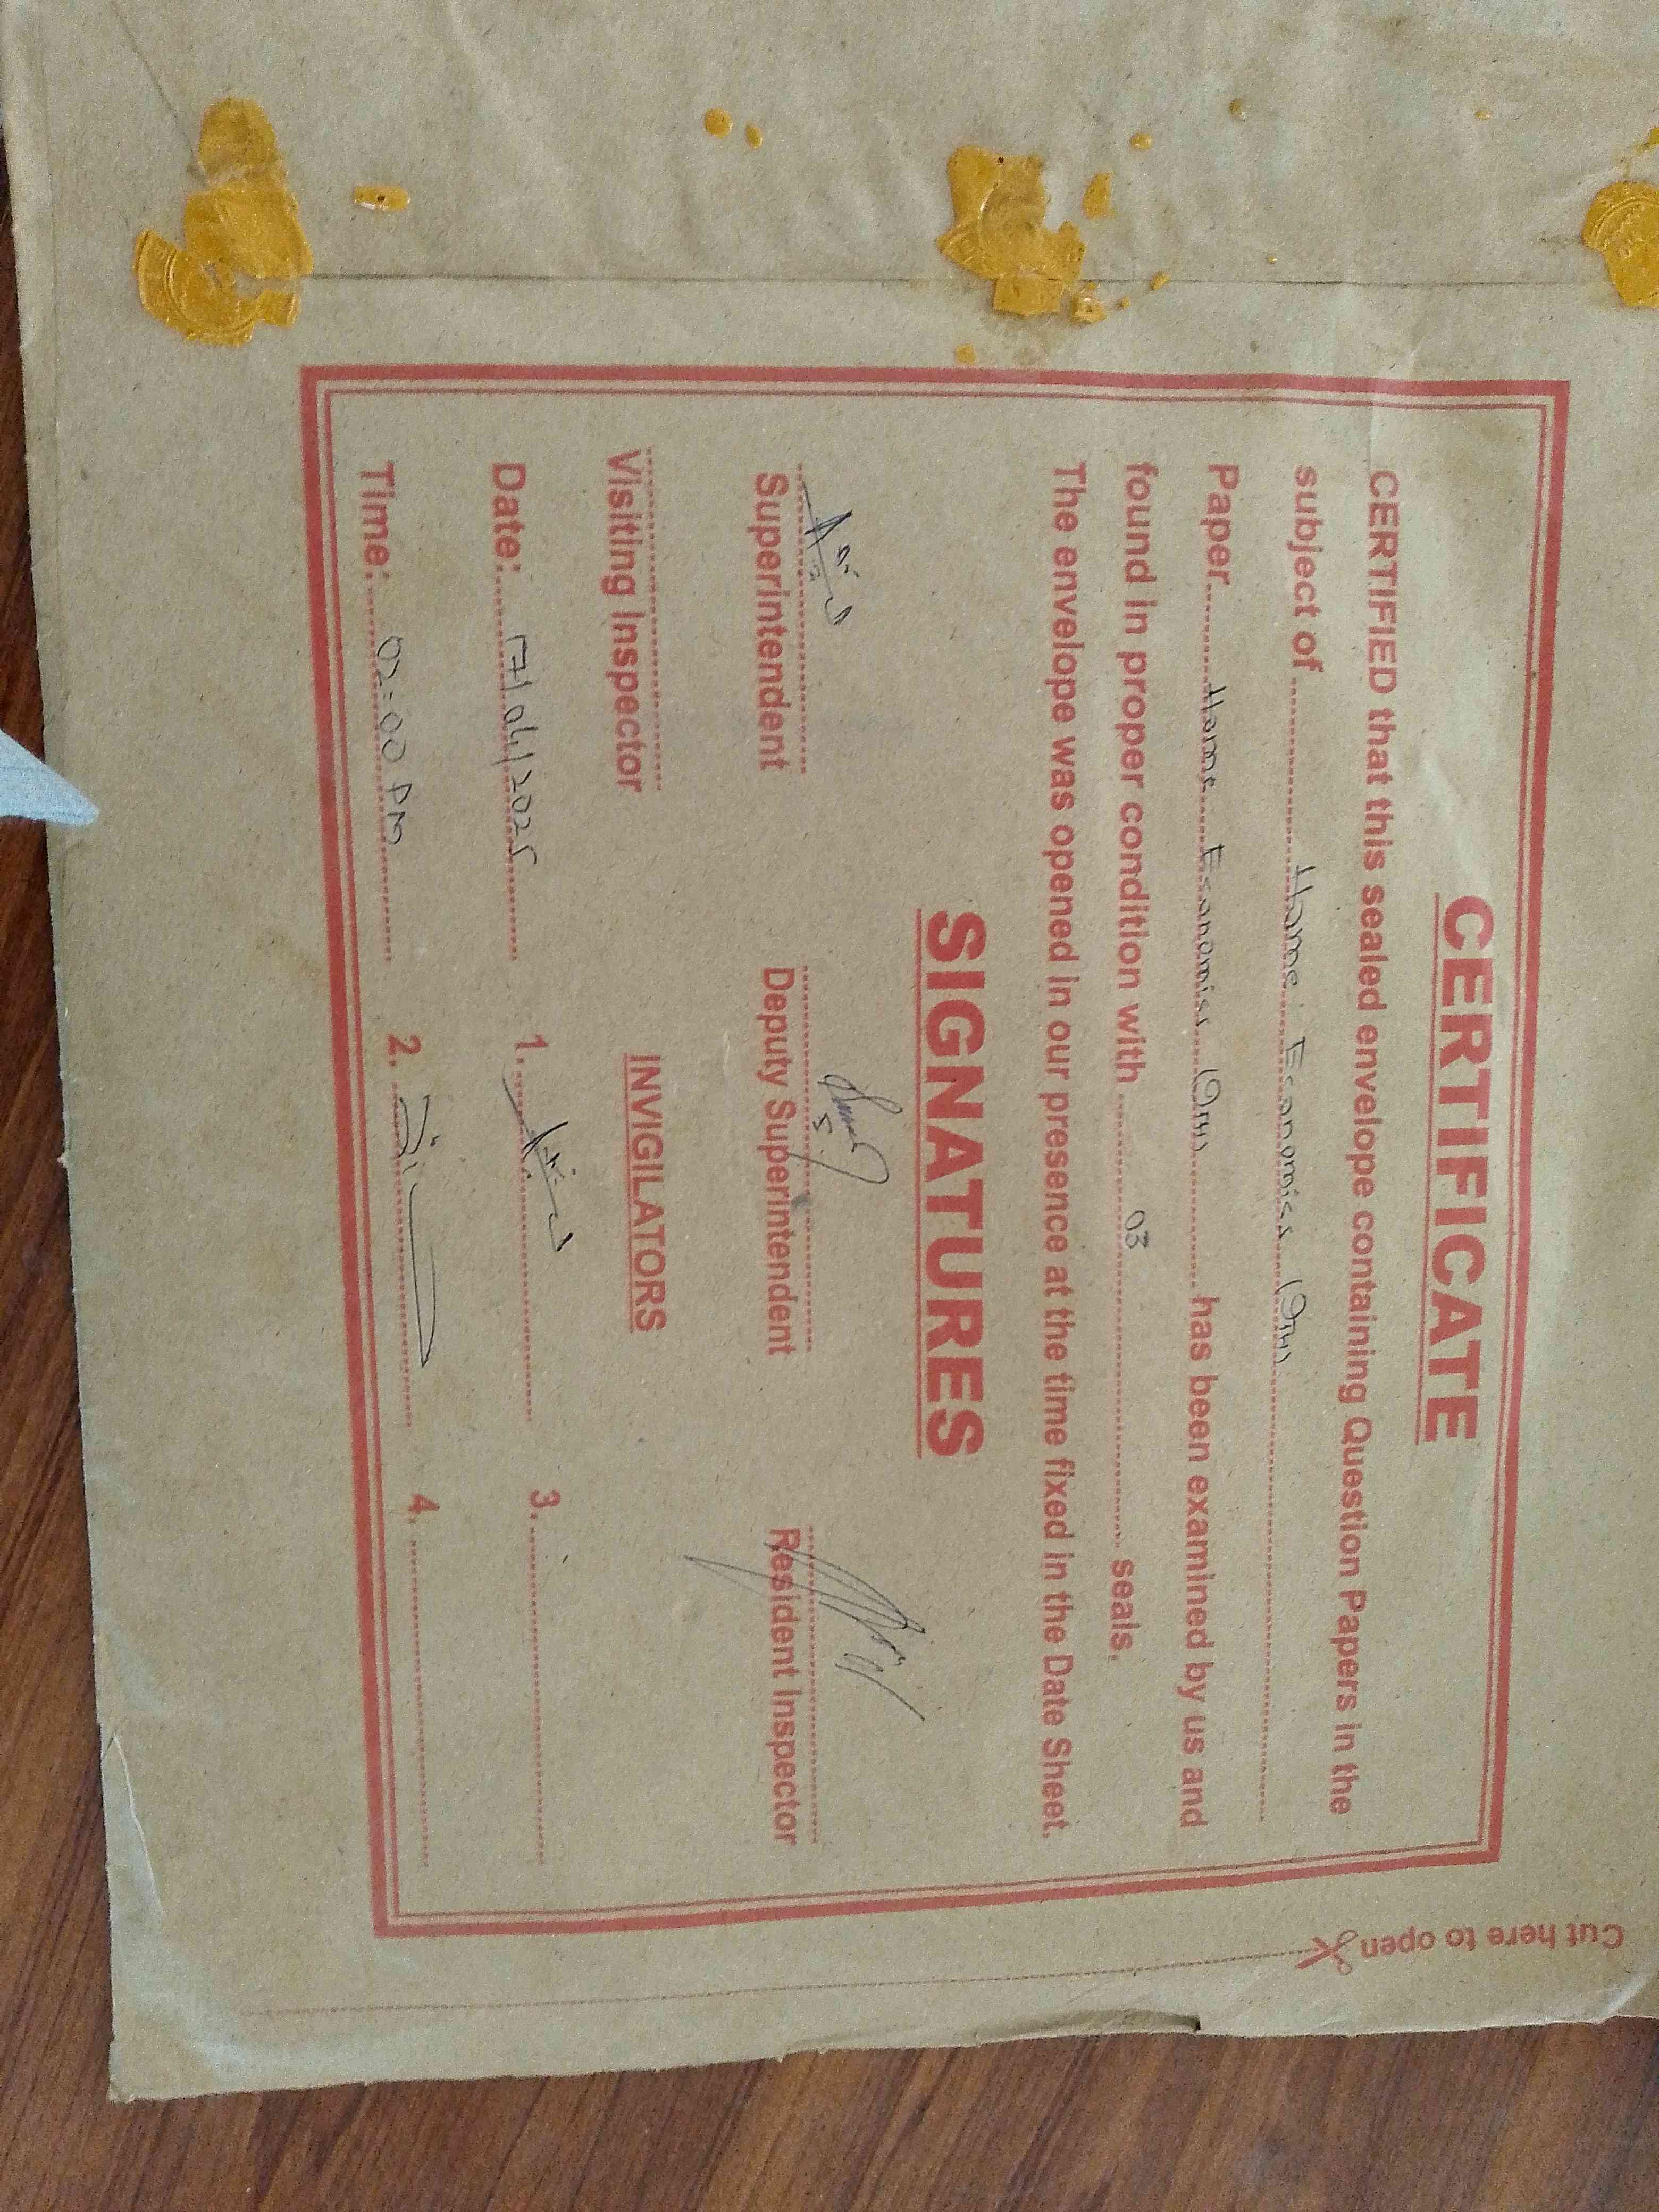 CERTIFICATE
CERTIFIED that this sealed envelope containing Question Papers in the
subject of Home Economics (9TH)
Paper Home Economics (9TH) has been examined by us and
found in proper condition with 03 seals.
The envelope was opened in our presence at the time fixed in the Date Sheet.
SIGNATURES
Superintendent Deputy Superintendent Resident Inspector
Visiting Inspector INVIGILATORS
Date: 7/04/2025 1. 3.
Time: 02:00 PM 2. 4.
Cut here to open